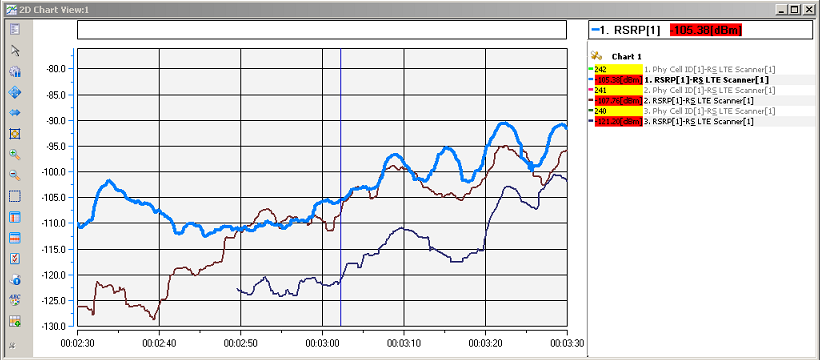 2D Chart View:1
1. RSRP[1] -105.38[dBm]
Chart 1
242 1. Phy Cell ID[1]-RS LTE Scanner[1]
-105.38[dBm] 1. RSRP[1]-RS LTE Scanner[1]
241 2. Phy Cell ID[1]-RS LTE Scanner[1]
-107.76[dBm] 2. RSRP[1]-RS LTE Scanner[1]
240 3. Phy Cell ID[1]-RS LTE Scanner[1]
-121.20[dBm] 3. RSRP[1]-RS LTE Scanner[1]
-80.0
-85.0
-90.0
-95.0
-100.0
-105.0
-110.0
-115.0
-120.0
-125.0
-130.0
00:02:30 00:02:40 00:02:50 00:03:00 00:03:10 00:03:20 00:03:30
ABC